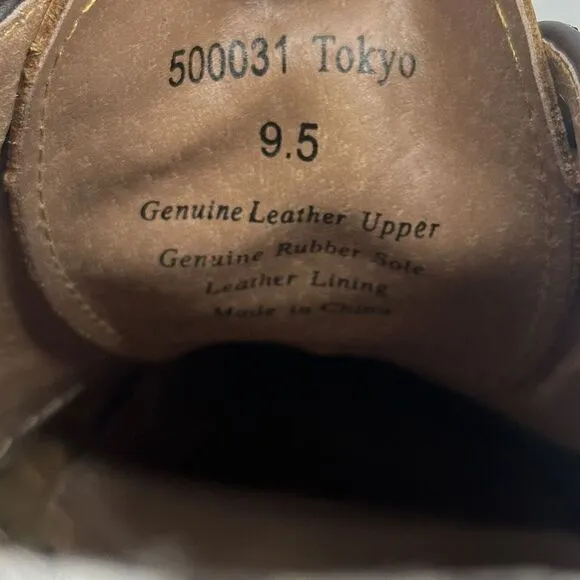 500031 Tokyo
9.5
Genuine Leather Upper
Genuine Rubber Sole
Leather Lining
Made in China